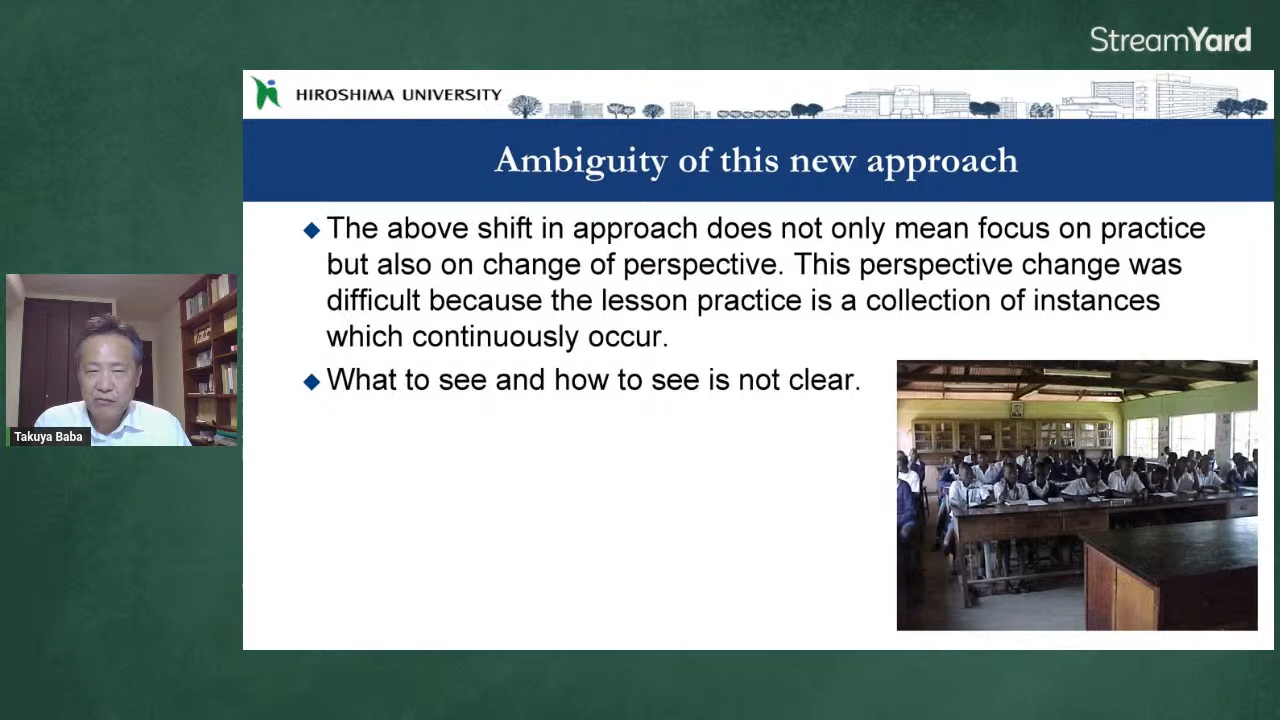 StreamYard
HIROSHIMA UNIVERSITY
Ambiguity of this new approach
The above shift in approach does not only mean focus on practice
but also on change of perspective. This perspective change was
difficult because the lesson practice is a collection of instances
which continuously occur.
What to see and how to see is not clear.
Takuya Baba